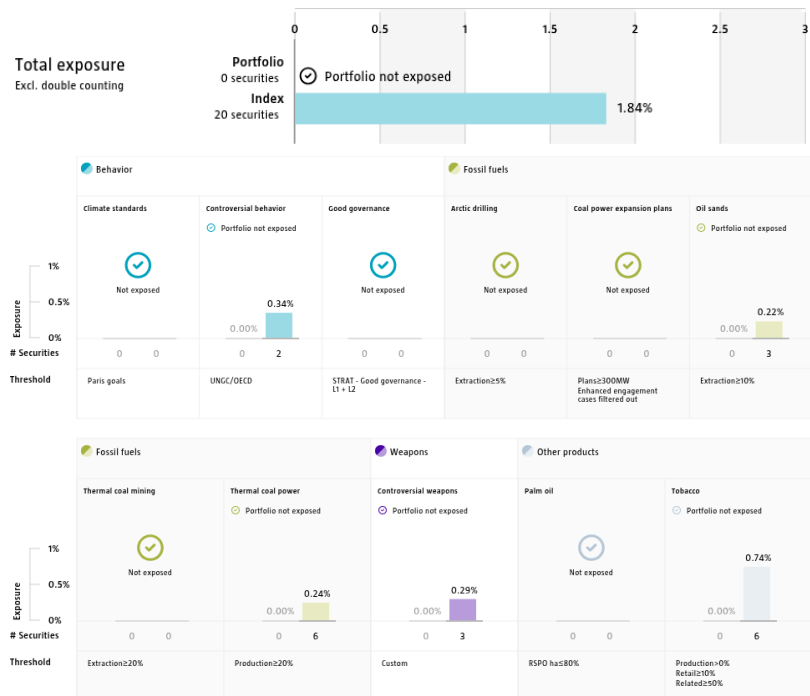 0 0.5 1 1.5 2 2.5 3
Total exposure
Excl. double counting
Portfolio
0 securities
Portfolio not exposed
Index
20 securities
1.84%
Behavior
Fossil fuels
Climate standards
Controversial behavior
Good governance
Arctic drilling
Coal power expansion plans
Oil sands
Portfolio not exposed
Portfolio not exposed
Exposure
1%
0.5%
0%
Not exposed
0.00%
0.34%
Not exposed
Not exposed
Not exposed
0.00%
0.22%
# Securities
0 0
0 2
0 0
0 0
0 0
0 3
Threshold
Paris goals
UNGC/OECD
STRAT - Good governance -
L1 + L2
Extraction≥5%
Plans≥300MW
Enhanced engagement
cases filtered out
Extraction≥10%
Fossil fuels
Weapons
Other products
Thermal coal mining
Thermal coal power
Controversial weapons
Palm oil
Tobacco
Portfolio not exposed
Portfolio not exposed
Portfolio not exposed
Exposure
1%
0.5%
0%
Not exposed
0.00%
0.24%
0.00%
0.29%
Not exposed
0.00%
0.74%
# Securities
0 0
0 6
0 3
0 0
0 6
Threshold
Extraction≥20%
Production≥20%
Custom
RSPO ha≤80%
Production>0%
Retail≥10%
Related≥50%